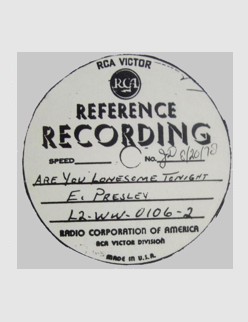 RCA VICTOR
RCA
REFERENCE
RECORDING
SPEED No.
ARE YOU LONESOME TONIGHT
E. PRESLEY
L2-WW-0106-2
RADIO CORPORATION OF AMERICA
RCA VICTOR DIVISION
MADE IN U.S.A.